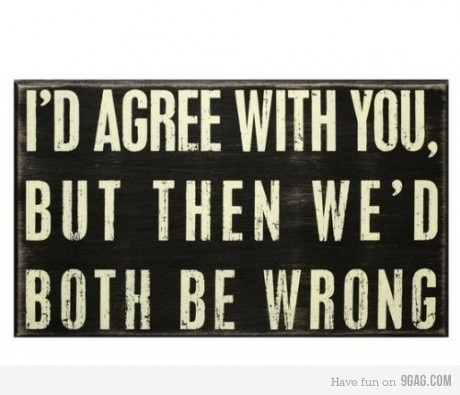 I'D AGREE WITH YOU,
BUT THEN WE'D
BOTH BE WRONG
Have fun on 9GAG.COM